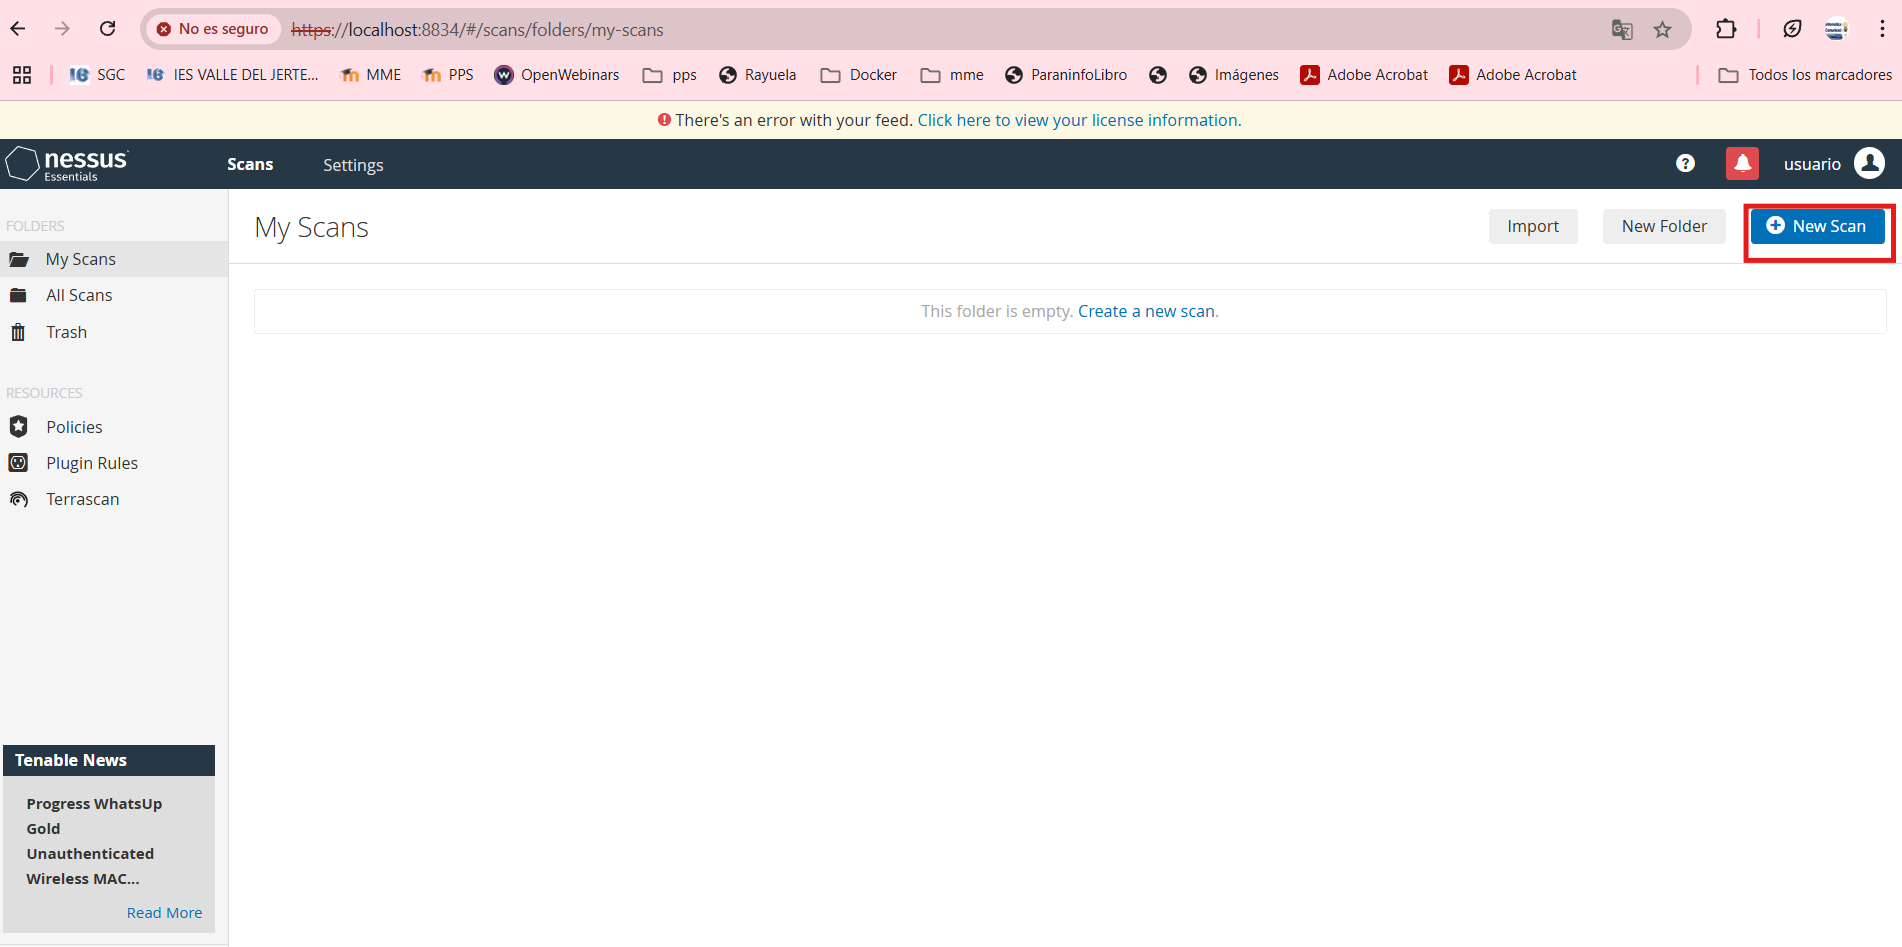 No es seguro
https://localhost:8834/#/scans/folders/my-scans
SGC
IES VALLE DEL JERTE...
MME
PPS
OpenWebinars
pps
Rayuela
Docker
mme
ParaninfoLibro
Imágenes
Adobe Acrobat
Adobe Acrobat
Todos los marcadores
There's an error with your feed. Click here to view your license information.
nessus
Essentials
Scans
Settings
usuario
FOLDERS
My Scans
All Scans
Trash
RESOURCES
Policies
Plugin Rules
Terrascan
My Scans
Import
New Folder
New Scan
This folder is empty. Create a new scan.
Tenable News
Progress WhatsUp
Gold
Unauthenticated
Wireless MAC...
Read More